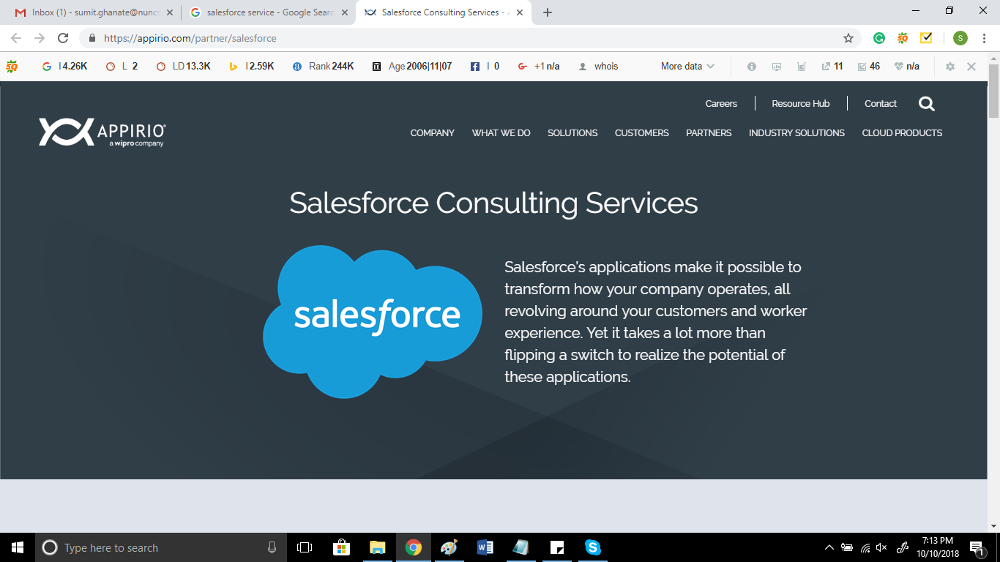 Inbox (1) - sumit.ghanate@nunc
salesforce service - Google Searc
Salesforce Consulting Services - A
https://appirio.com/partner/salesforce
S
SQ I 4.26K L 2 LD 13.3K I 2.59K Rank 244K Age 2006|11|07 I 0 +1 n/a whois More data 11 46 n/a
Careers Resource Hub Contact
APPIRIO®
a wipro company
COMPANY WHAT WE DO SOLUTIONS CUSTOMERS PARTNERS INDUSTRY SOLUTIONS CLOUD PRODUCTS
Salesforce Consulting Services
salesforce
Salesforce's applications make it possible to
transform how your company operates, all
revolving around your customers and worker
experience. Yet it takes a lot more than
flipping a switch to realize the potential of
these applications.
Type here to search
7:13 PM
10/10/2018
1